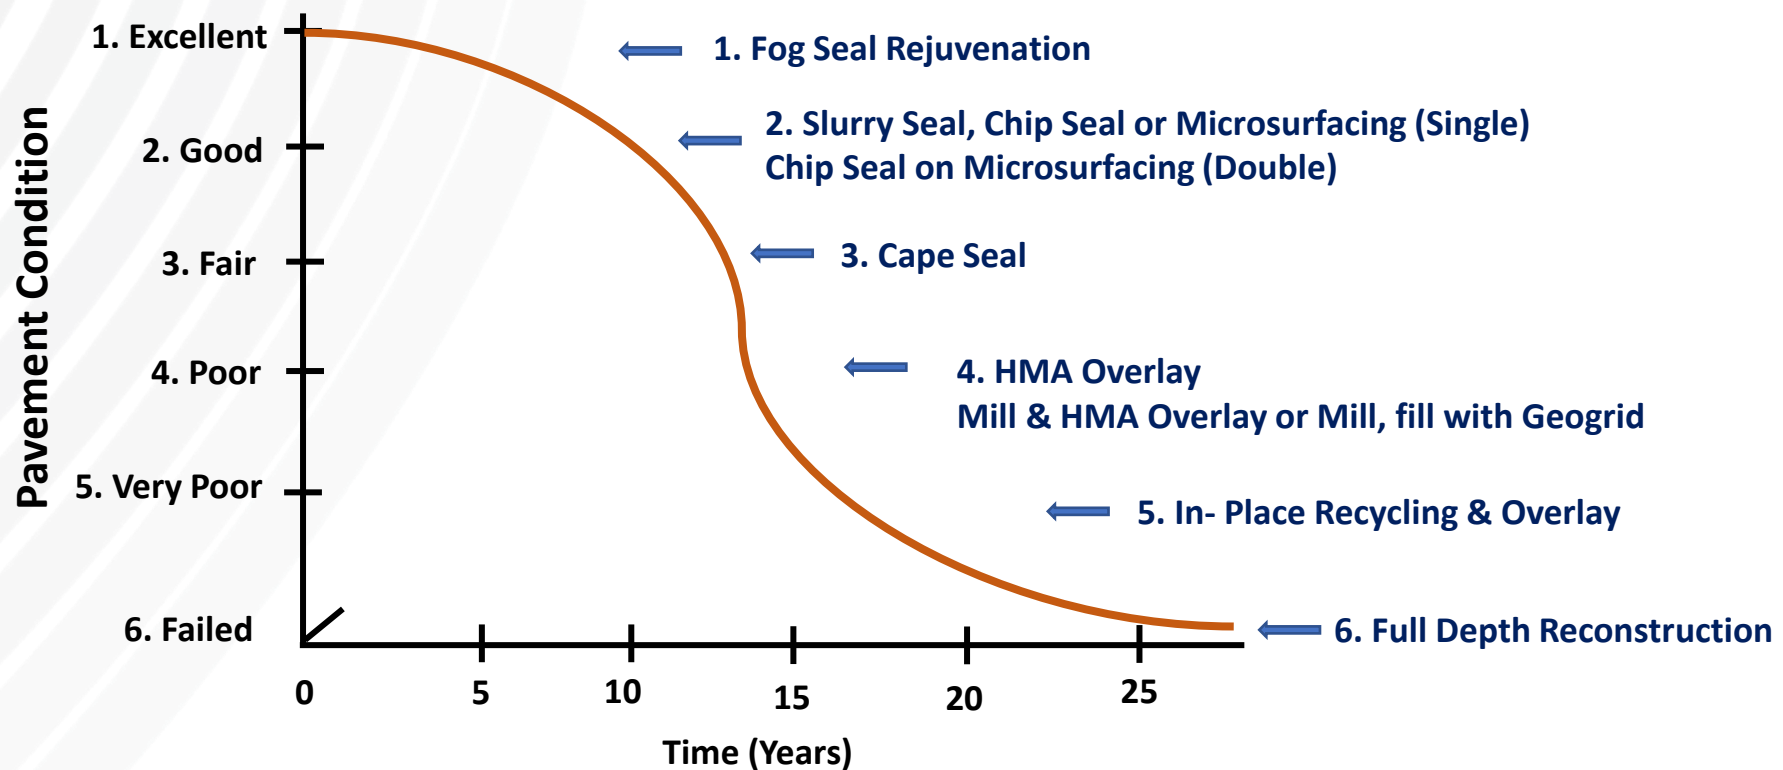 Pavement Condition
1. Excellent
2. Good
3. Fair
4. Poor
5. Very Poor
6. Failed
1. Fog Seal Rejuvenation
2. Slurry Seal, Chip Seal or Microsurfacing (Single)
Chip Seal on Microsurfacing (Double)
3. Cape Seal
4. HMA Overlay
Mill & HMA Overlay or Mill, fill with Geogrid
5. In- Place Recycling & Overlay
6. Full Depth Reconstruction
0 5 10 15 20 25
Time (Years)